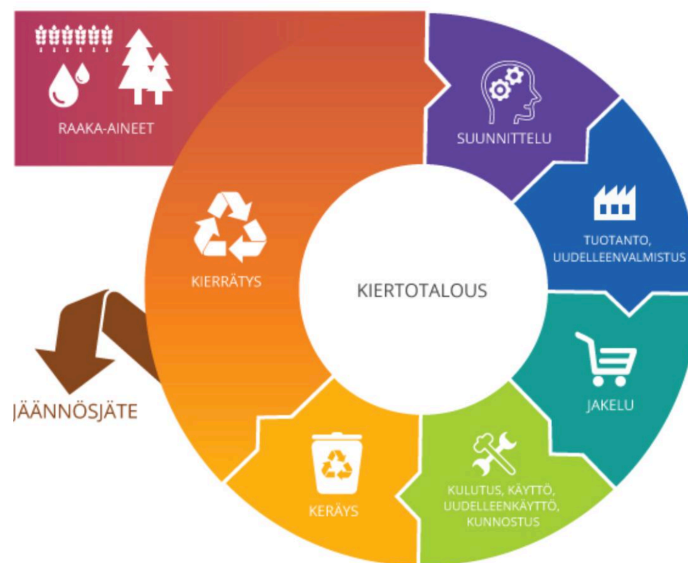 RAAKA-AINEET
SUUNNITTELU
TUOTANTO,
UUDELLEENVALMISTUS
KIERRÄTYS
KIERTOTALOUS
JAKELU
JÄÄNNÖSJÄTE
KULUTUS, KÄYTTÖ,
UUDELLEENKÄYTTÖ,
KUNNOSTUS
KERÄYS